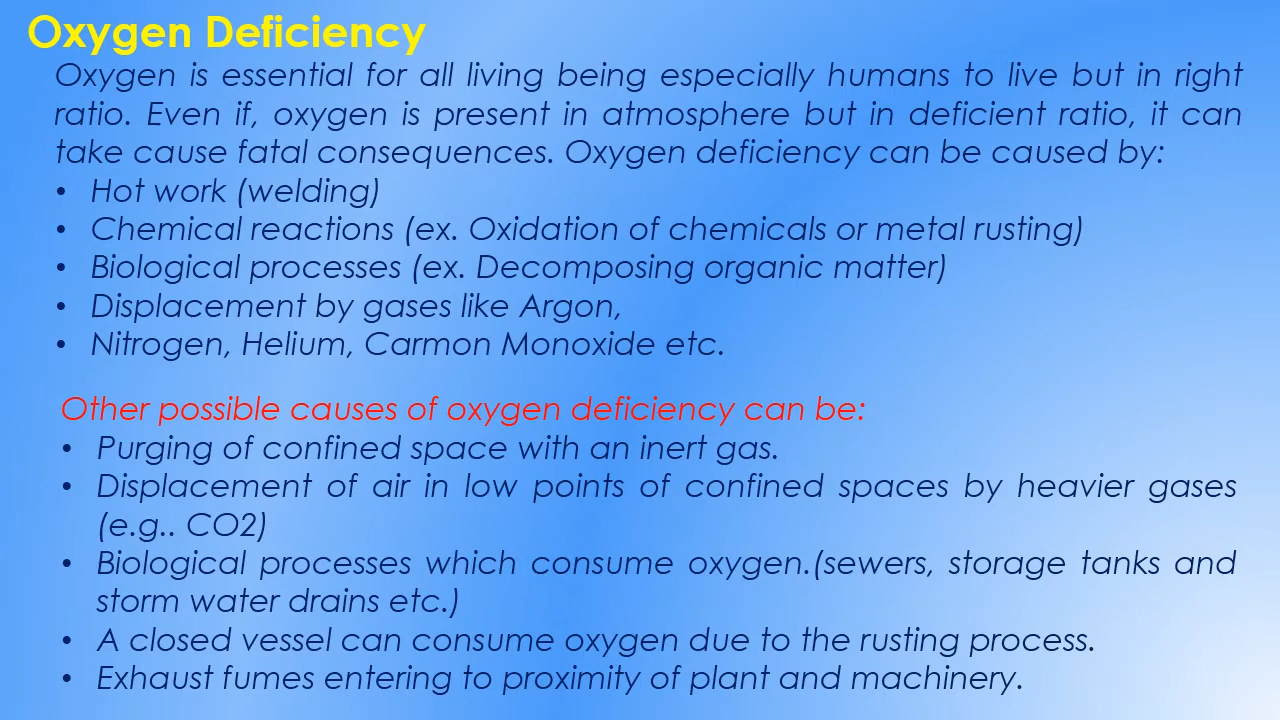 Oxygen Deficiency
Oxygen is essential for all living being especially humans to live but in right
ratio. Even if, oxygen is present in atmosphere but in deficient ratio, it can
take cause fatal consequences. Oxygen deficiency can be caused by:
• Hot work (welding)
• Chemical reactions (ex. Oxidation of chemicals or metal rusting)
• Biological processes (ex. Decomposing organic matter)
• Displacement by gases like Argon,
• Nitrogen, Helium, Carmon Monoxide etc.
Other possible causes of oxygen deficiency can be:
• Purging of confined space with an inert gas.
• Displacement of air in low points of confined spaces by heavier gases
(e.g.. CO2)
• Biological processes which consume oxygen.(sewers, storage tanks and
storm water drains etc.)
• A closed vessel can consume oxygen due to the rusting process.
• Exhaust fumes entering to proximity of plant and machinery.